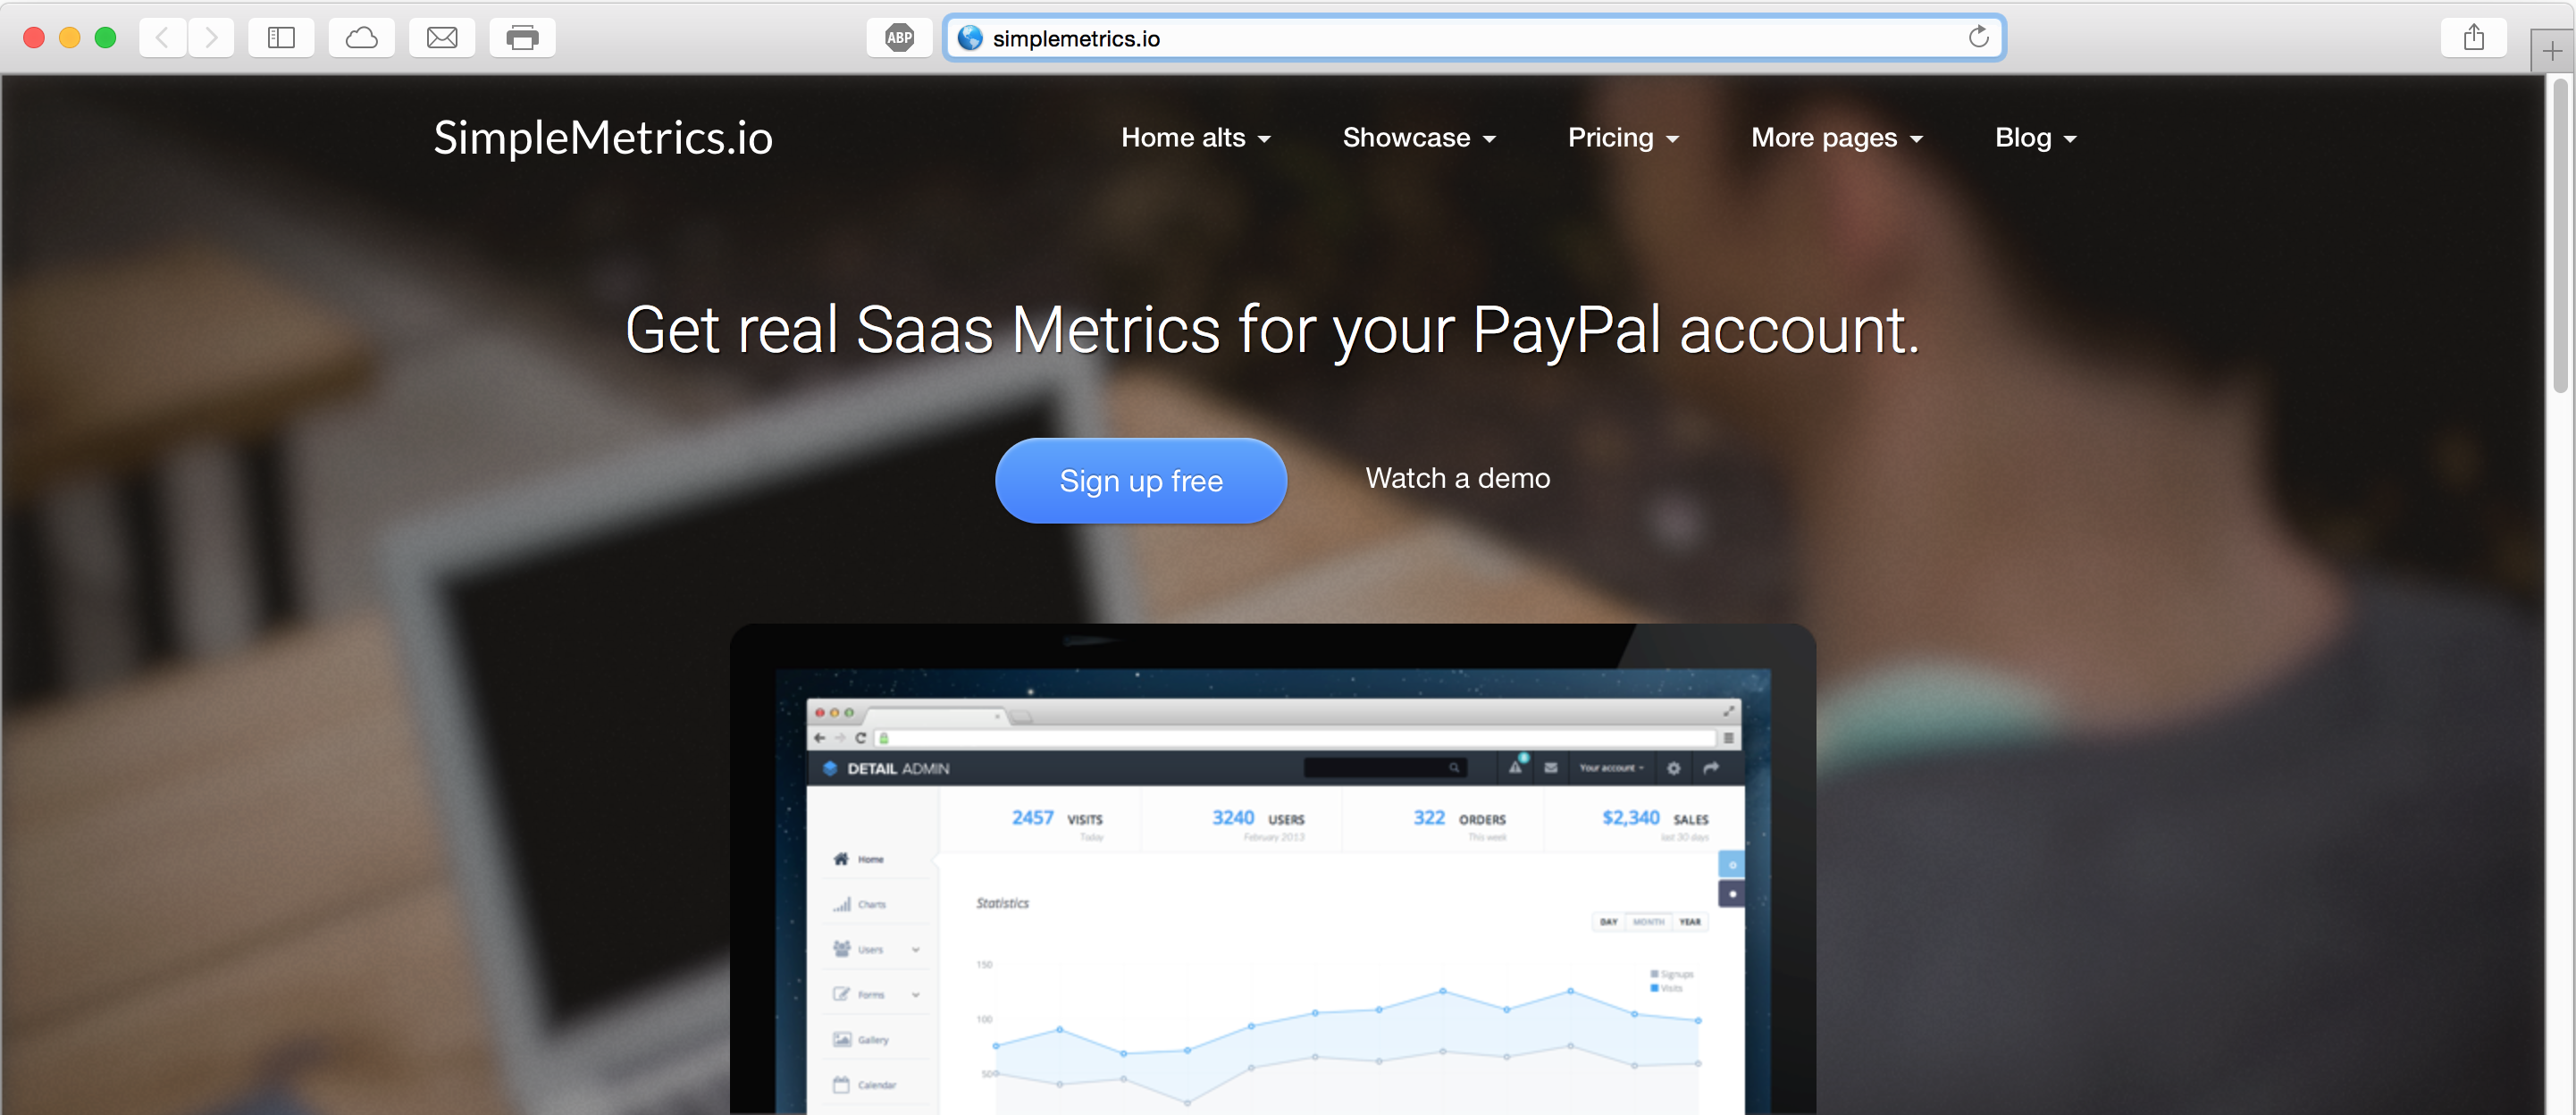 ABP
simplemetrics.io
SimpleMetrics.io
Home alts
Showcase
Pricing
More pages
Blog
Get real Saas Metrics for your PayPal account.
Sign up free
Watch a demo
DETAIL ADMIN
Your account
2457 VISITS
Today
3240 USERS
February 2013
322 ORDERS
This week
$2,340 SALES
last 30 days
Home
Charts
Users
Forms
Gallery
Calendar
Statistics
DAY MONTH YEAR
Signups
Visits
150
100
50